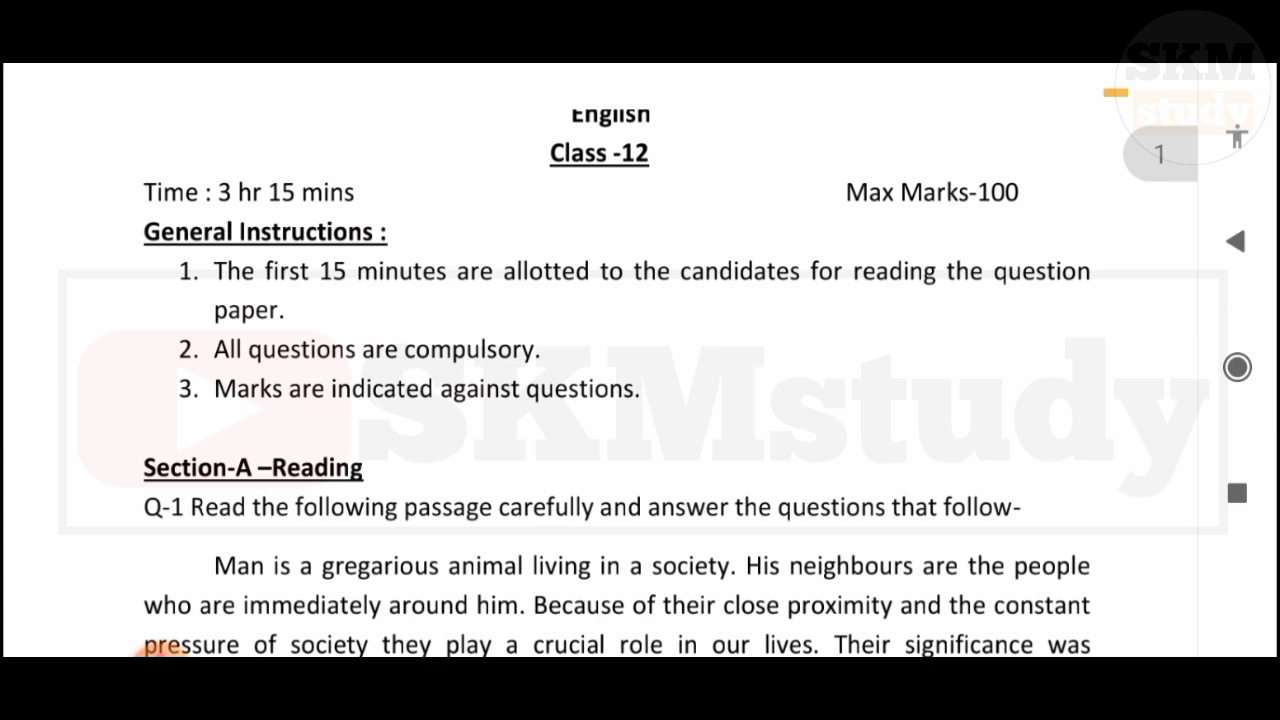 SKM
study
English
Class -12
1
Time : 3 hr 15 mins Max Marks-100
General Instructions :
1. The first 15 minutes are allotted to the candidates for reading the question
paper.
2. All questions are compulsory.
3. Marks are indicated against questions.
SKMstudy
Section-A –Reading
Q-1 Read the following passage carefully and answer the questions that follow-
Man is a gregarious animal living in a society. His neighbours are the people
who are immediately around him. Because of their close proximity and the constant
pressure of society they play a crucial role in our lives. Their significance was